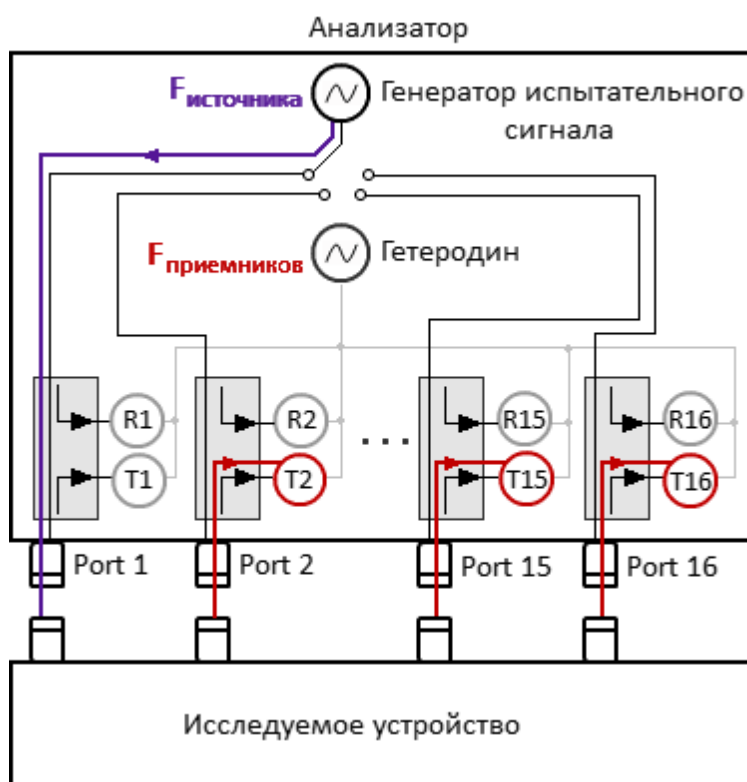 Анализатор
Fисточника
Генератор испытательного
сигнала
Fприемников
Гетеродин
R1
R2
R15
R16
...
T1
T2
T15
T16
Port 1
Port 2
Port 15
Port 16
Исследуемое устройство